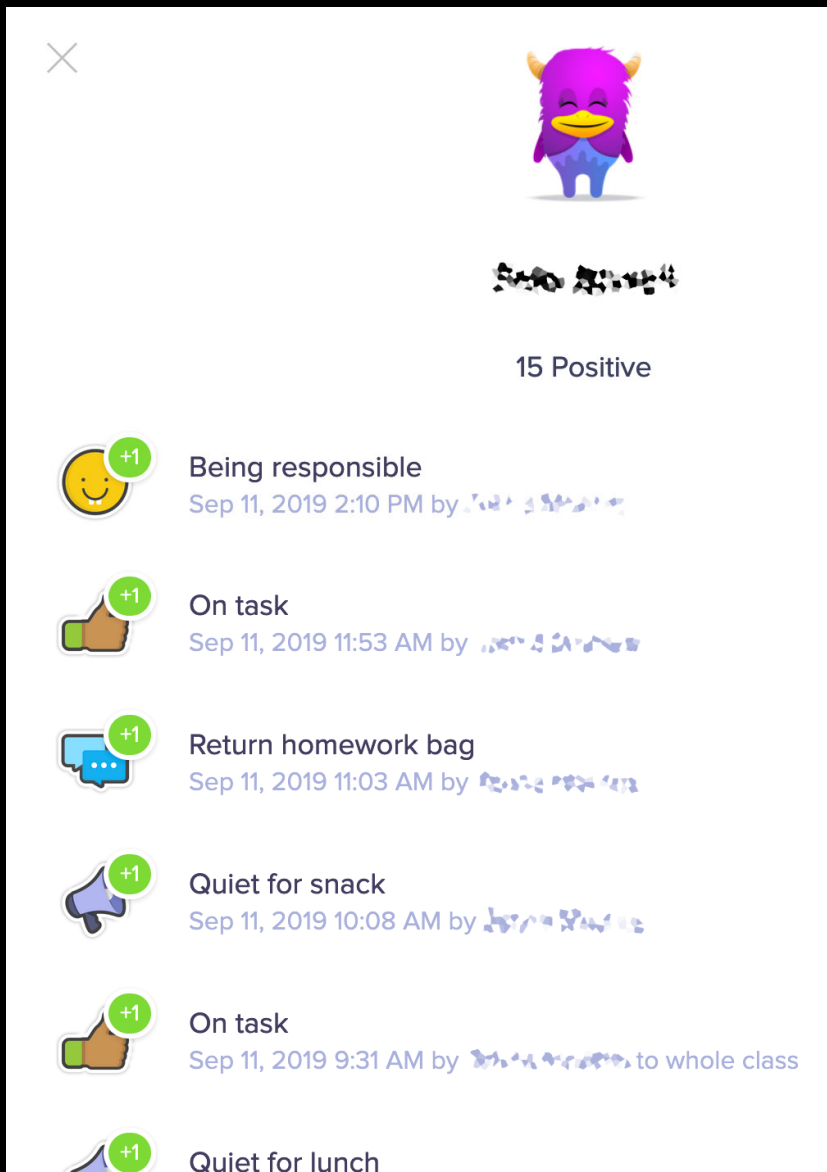 15 Positive
+1
Being responsible
Sep 11, 2019 2:10 PM by
+1
On task
Sep 11, 2019 11:53 AM by
+1
Return homework bag
Sep 11, 2019 11:03 AM by
+1
Quiet for snack
Sep 11, 2019 10:08 AM by
+1
On task
Sep 11, 2019 9:31 AM by to whole class
+1
Quiet for lunch